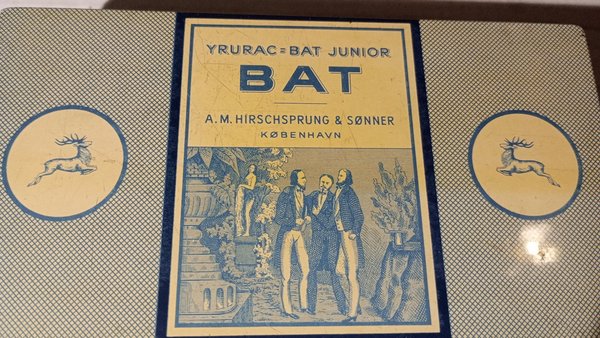 YRURAC=BAT JUNIOR
BAT
A.M. HIRSCHSPRUNG & SØNNER
KØBENHAVN